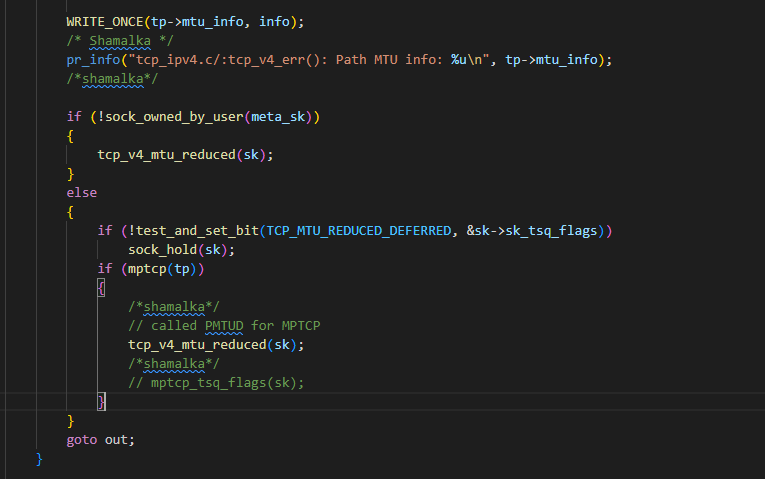 WRITE_ONCE(tp->mtu_info, info);
/* Shamalka */
pr_info("tcp_ipv4.c/:tcp_v4_err(): Path MTU info: %u\n", tp->mtu_info);
/*shamalka*/
if (!sock_owned_by_user(meta_sk))
{
tcp_v4_mtu_reduced(sk);
}
else
{
if (!test_and_set_bit(TCP_MTU_REDUCED_DEFERRED, &sk->sk_tsq_flags))
sock_hold(sk);
if (mptcp(tp))
{
/*shamalka*/
// called PMTUD for MPTCP
tcp_v4_mtu_reduced(sk);
/*shamalka*/
// mptcp_tsq_flags(sk);
}
}
goto out;
}